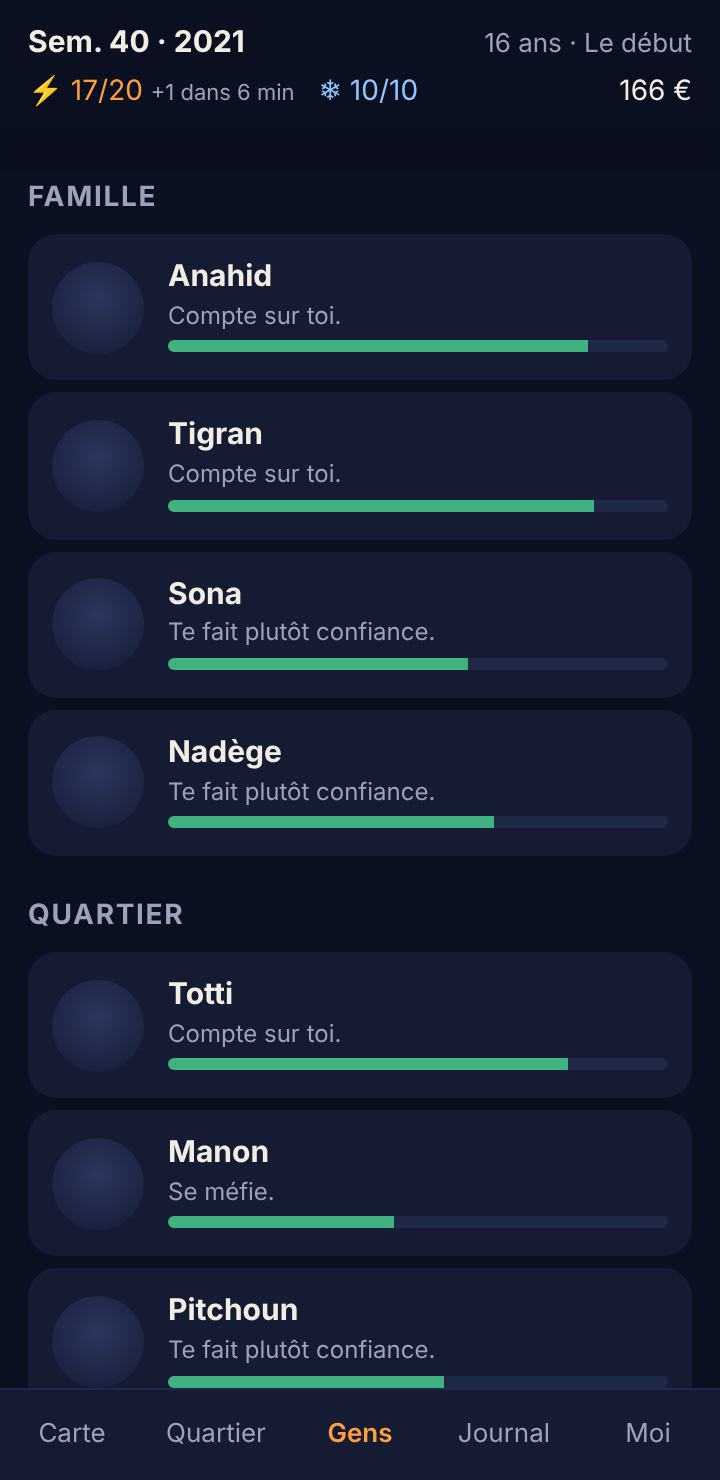 Sem. 40 · 2021 16 ans · Le début
⚡ 17/20 +1 dans 6 min ❄ 10/10 166 €
FAMILLE
Anahid
Compte sur toi.
Tigran
Compte sur toi.
Sona
Te fait plutôt confiance.
Nadège
Te fait plutôt confiance.
QUARTIER
Totti
Compte sur toi.
Manon
Se méfie.
Pitchoun
Te fait plutôt confiance.
Carte Quartier Gens Journal Moi